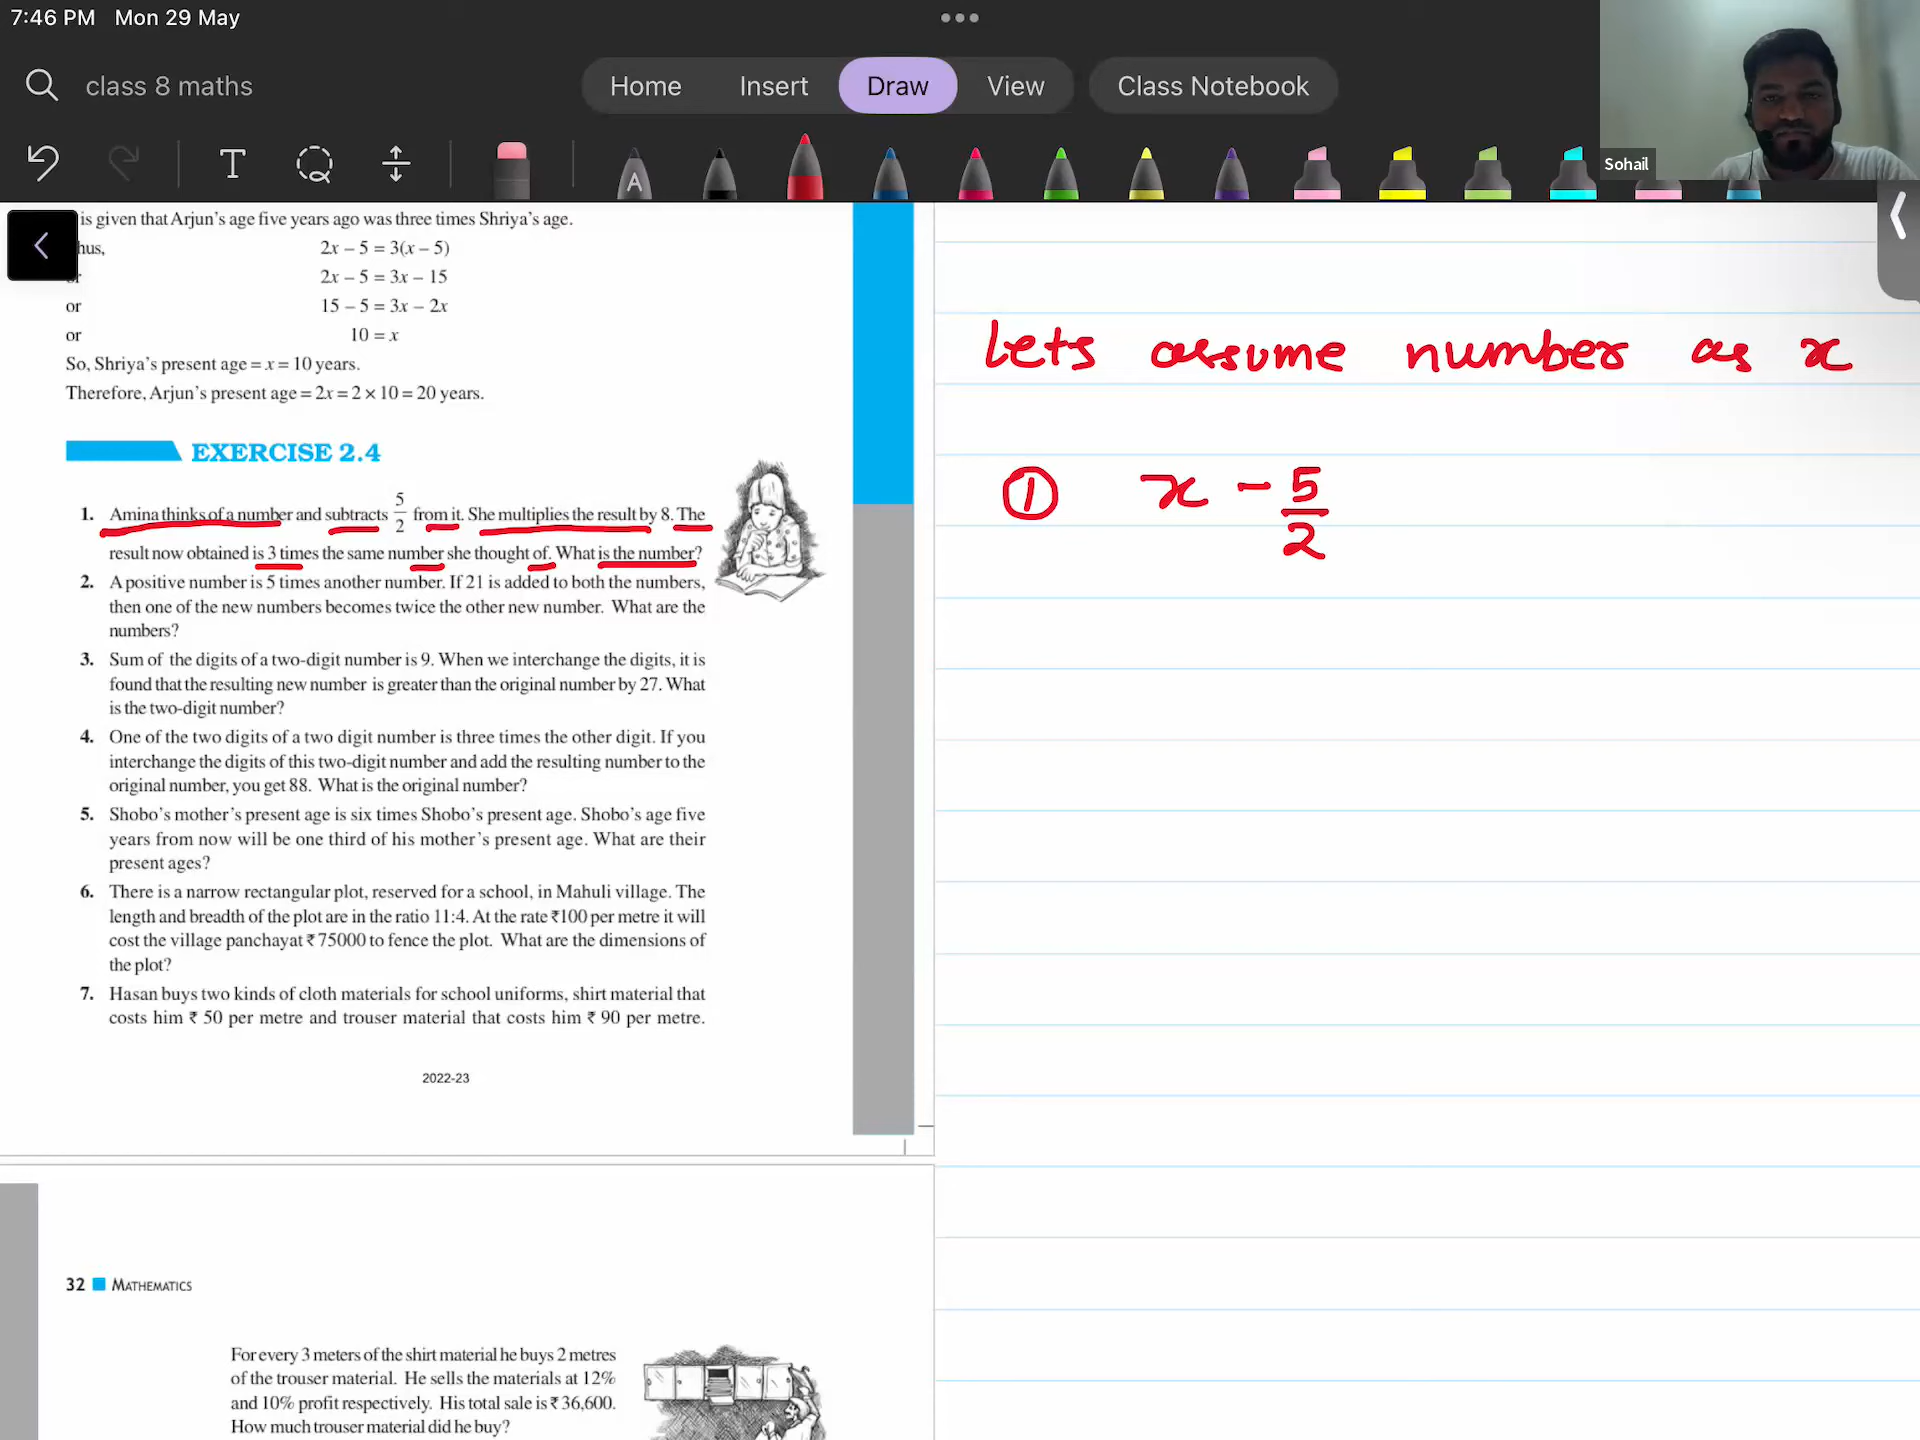 7:46 PM Mon 29 May
class 8 maths
Home Insert Draw View Class Notebook
T
A
Sohail
is given that Arjun's age five years ago was three times Shriya's age.
hus, 2x – 5 = 3(x – 5)
2x – 5 = 3x – 15
or 15 – 5 = 3x – 2x
or 10 = x
So, Shriya's present age = x = 10 years.
Therefore, Arjun's present age = 2x = 2 × 10 = 20 years.
EXERCISE 2.4
1. Amina thinks of a number and subtracts 5/2 from it. She multiplies the result by 8. The
result now obtained is 3 times the same number she thought of. What is the number?
2. A positive number is 5 times another number. If 21 is added to both the numbers,
then one of the new numbers becomes twice the other new number. What are the
numbers?
3. Sum of the digits of a two-digit number is 9. When we interchange the digits, it is
found that the resulting new number is greater than the original number by 27. What
is the two-digit number?
4. One of the two digits of a two digit number is three times the other digit. If you
interchange the digits of this two-digit number and add the resulting number to the
original number, you get 88. What is the original number?
5. Shobo's mother's present age is six times Shobo's present age. Shobo's age five
years from now will be one third of his mother's present age. What are their
present ages?
6. There is a narrow rectangular plot, reserved for a school, in Mahuli village. The
length and breadth of the plot are in the ratio 11:4. At the rate ₹100 per metre it will
cost the village panchayat ₹ 75000 to fence the plot. What are the dimensions of
the plot?
7. Hasan buys two kinds of cloth materials for school uniforms, shirt material that
costs him ₹ 50 per metre and trouser material that costs him ₹ 90 per metre.
2022-23
32 MATHEMATICS
For every 3 meters of the shirt material he buys 2 metres
of the trouser material. He sells the materials at 12%
and 10% profit respectively. His total sale is ₹ 36,600.
How much trouser material did he buy?
Lets assume number as x
① x – 5/2